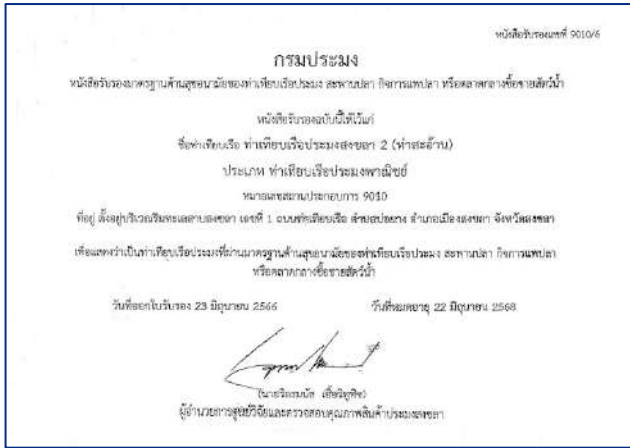 หนังสือรับรองเลขที่ 9010/6
กรมประมง
หนังสือรับรองมาตรฐานด้านสุขอนามัยของท่าเทียบเรือประมง สะพานปลา กิจการแพปลา หรือตลาดกลางซื้อขายสัตว์น้ำ
หนังสือรับรองฉบับนี้ให้ไว้แก่
ชื่อท่าเทียบเรือ ท่าเทียบเรือประมงสงขลา 2 (ท่าสะอ้าน)
ประเภท ท่าเทียบเรือประมงพาณิชย์
หมายเลขสถานประกอบการ 9010
ที่อยู่ ตั้งอยู่บริเวณริมทะเลสาบสงขลา เลขที่ 1 ถนนท่าเทียบเรือ ตำบลบ่อยาง อำเภอเมืองสงขลา จังหวัดสงขลา
เพื่อแสดงว่าเป็นท่าเทียบเรือประมงที่ผ่านมาตรฐานด้านสุขอนามัยของท่าเทียบเรือประมง สะพานปลา กิจการแพปลา
หรือตลาดกลางซื้อขายสัตว์น้ำ
วันที่ออกใบรับรอง 23 มิถุนายน 2566 วันที่หมดอายุ 22 มิถุนายน 2568
ผู้อำนวยการศูนย์วิจัยและตรวจสอบคุณภาพสินค้าประมงสงขลา